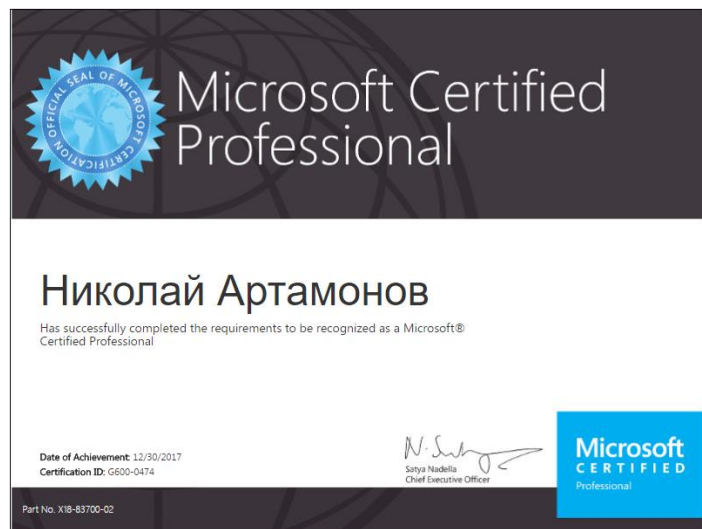 OFFICIAL SEAL OF MICROSOFT CERTIFICATION
Microsoft Certified
Professional
Николай Артамонов
Has successfully completed the requirements to be recognized as a Microsoft®
Certified Professional
Date of Achievement: 12/30/2017
Certification ID: G600-0474
Satya Nadella
Chief Executive Officer
Microsoft
CERTIFIED
Professional
Part No. X18-83700-02